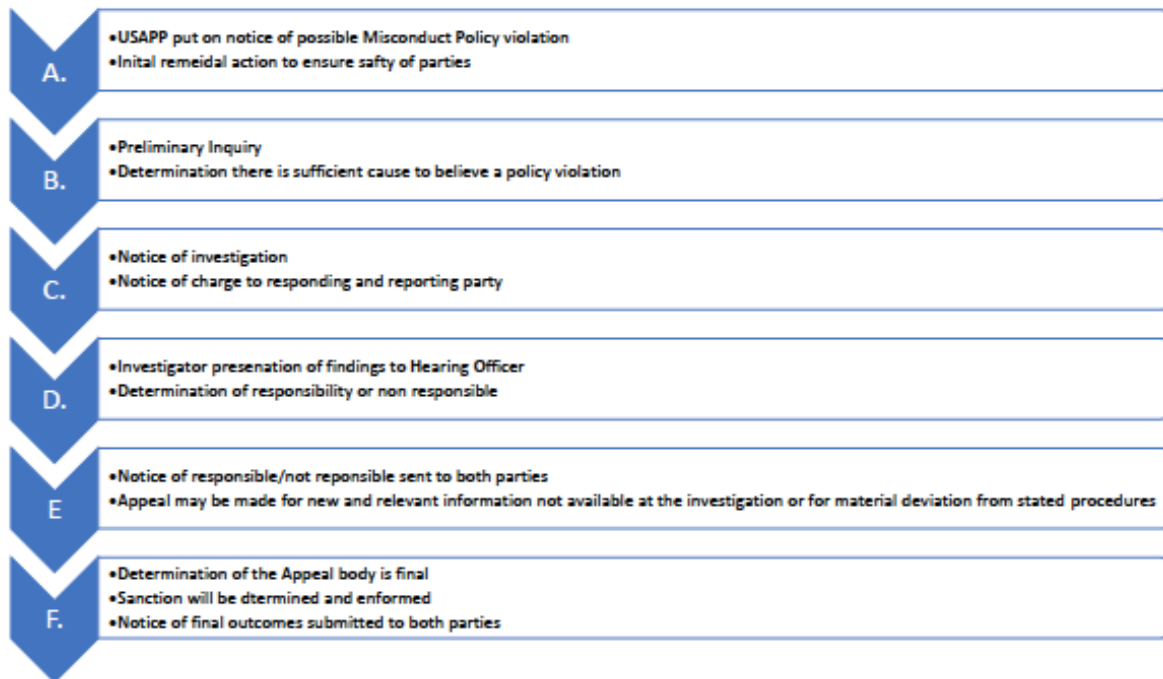 A.
•USAPP put on notice of possible Misconduct Policy violation
•Inital remeidal action to ensure safty of parties
B.
•Preliminary Inquiry
•Determination there is sufficient cause to believe a policy violation
C.
•Notice of investigation
•Notice of charge to responding and reporting party
D.
•Investigator presenation of findings to Hearing Officer
•Determination of responsibility or non responsible
E
•Notice of responsible/not reponsible sent to both parties
•Appeal may be made for new and relevant information not available at the investigation or for material deviation from stated procedures
F.
•Determination of the Appeal body is final
•Sanction will be dtermined and enformed
•Notice of final outcomes submitted to both parties